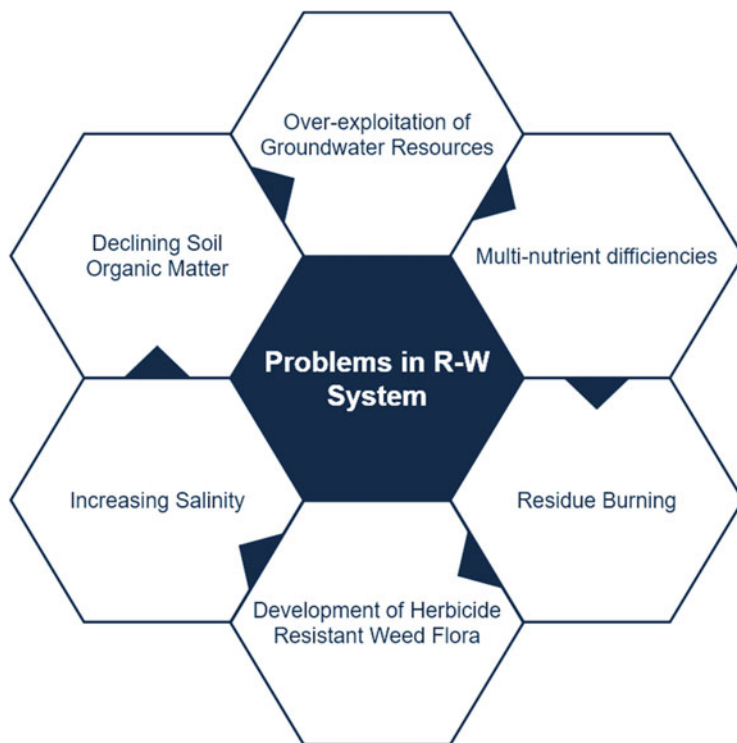 Over-exploitation of
Groundwater Resources
Declining Soil
Organic Matter
Multi-nutrient difficiencies
Problems in R-W
System
Increasing Salinity
Residue Burning
Development of Herbicide
Resistant Weed Flora